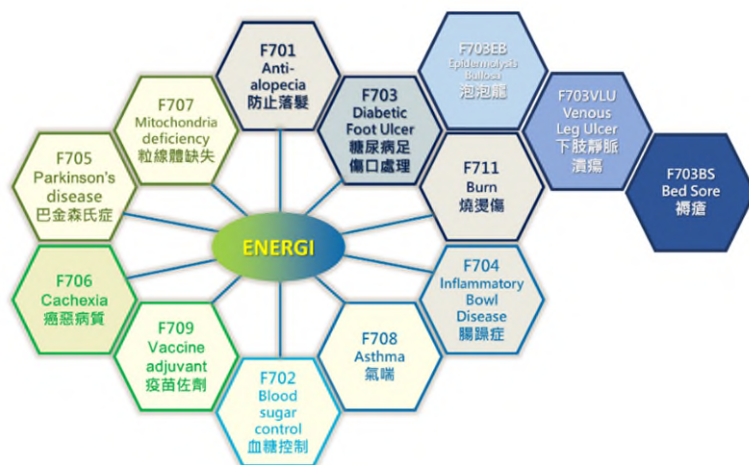 F701
Anti-
alopecia
防止落髮
F703EB
Epidermolysis
Bullosa
泡泡龍
F707
Mitochondria
deficiency
粒線體缺失
F703
Diabetic
Foot Ulcer
糖尿病足
傷口處理
F703VLU
Venous
Leg Ulcer
下肢靜脈
潰瘍
F705
Parkinson's
disease
巴金森氏症
F711
Burn
燒燙傷
F703BS
Bed Sore
褥瘡
ENERGI
F706
Cachexia
癌惡病質
F704
Inflammatory
Bowl
Disease
腸躁症
F709
Vaccine
adjuvant
疫苗佐劑
F708
Asthma
氣喘
F702
Blood
sugar
control
血糖控制